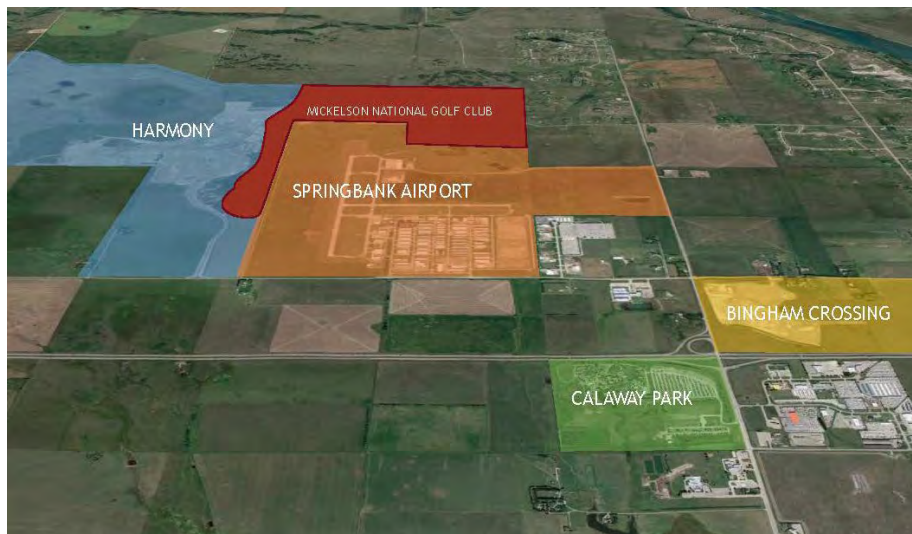 MICKELSON NATIONAL GOLF CLUB
HARMONY
SPRINGBANK AIRPORT
BINGHAM CROSSING
CALAWAY PARK